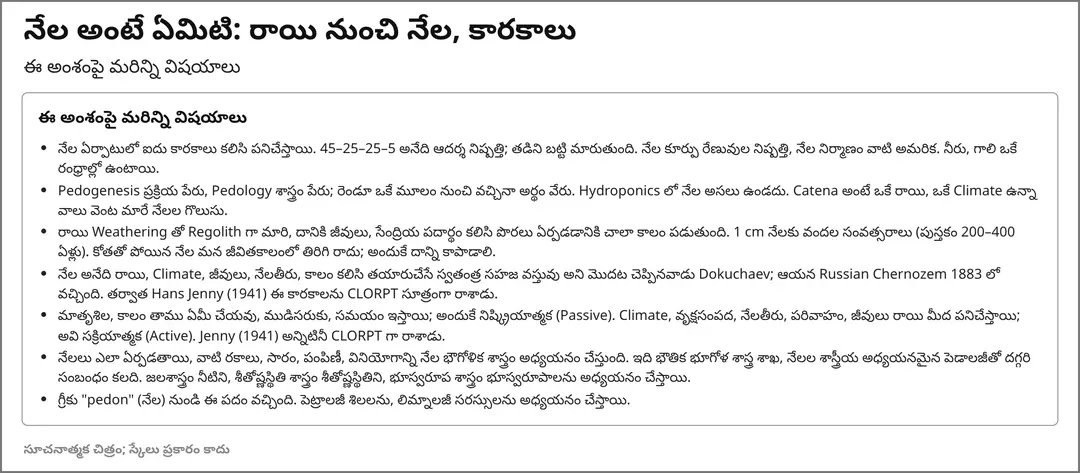 నేల అంటే ఏమిటి: రాయి నుంచి నేల, కారకాలు
ఈ అంశంపై మరిన్ని విషయాలు
ఈ అంశంపై మరిన్ని విషయాలు
• నేల ఏర్పాటులో ఐదు కారకాలు కలిసి పనిచేస్తాయి. 45–25–25–5 అనేది ఆదర్శ నిష్పత్తి; తడిని బట్టి మారుతుంది. నేల కూర్పు రేణువుల నిష్పత్తి, నేల నిర్మాణం వాటి అమరిక. నీరు, గాలి ఒకే
రంధ్రాల్లో ఉంటాయి.
• Pedogenesis ప్రక్రియ పేరు, Pedology శాస్త్రం పేరు; రెండూ ఒకే మూలం నుంచి వచ్చినా అర్థం వేరు. Hydroponics లో నేల అసలు ఉండదు. Catena అంటే ఒకే రాయి, ఒకే Climate ఉన్నా
వాలు వెంట మారే నేలల గొలుసు.
• రాయి Weathering తో Regolith గా మారి, దానికి జీవులు, సేంద్రియ పదార్థం కలిసి పొరలు ఏర్పడడానికి చాలా కాలం పడుతుంది. 1 cm నేలకు వందల సంవత్సరాలు (పుస్తకం 200–400
ఏళ్లు). కోతతో పోయిన నేల మన జీవితకాలంలో తిరిగి రాదు; అందుకే దాన్ని కాపాడాలి.
• నేల అనేది రాయి, Climate, జీవులు, నేలతీరు, కాలం కలిసి తయారుచేసే స్వతంత్ర సహజ వస్తువు అని మొదట చెప్పినవాడు Dokuchaev; ఆయన Russian Chernozem 1883 లో
వచ్చింది. తర్వాత Hans Jenny (1941) ఈ కారకాలను CLORPT సూత్రంగా రాశాడు.
• మాతృశిల, కాలం తాము ఏమీ చేయవు, ముడిసరుకు, సమయం ఇస్తాయి; అందుకే నిష్క్రియాత్మక (Passive). Climate, వృక్షసంపద, నేలతీరు, పరివాహం, జీవులు రాయి మీద పనిచేస్తాయి;
అవి సక్రియాత్మక (Active). Jenny (1941) అన్నిటినీ CLORPT గా రాశాడు.
• నేలలు ఎలా ఏర్పడతాయి, వాటి రకాలు, సారం, పంపిణీ, వినియోగాన్ని నేల భౌగోళిక శాస్త్రం అధ్యయనం చేస్తుంది. ఇది భౌతిక భూగోళ శాస్త్ర శాఖ, నేలల శాస్త్రీయ అధ్యయనమైన పెడాలజీతో దగ్గరి
సంబంధం కలది. జలశాస్త్రం నీటిని, శీతోష్ణస్థితి శాస్త్రం శీతోష్ణస్థితిని, భూస్వరూప శాస్త్రం భూస్వరూపాలను అధ్యయనం చేస్తాయి.
• గ్రీకు "pedon" (నేల) నుండి ఈ పదం వచ్చింది. పెట్రాలజీ శిలలను, లిమ్నాలజీ సరస్సులను అధ్యయనం చేస్తాయి.
సూచనాత్మక చిత్రం; స్కేలు ప్రకారం కాదు